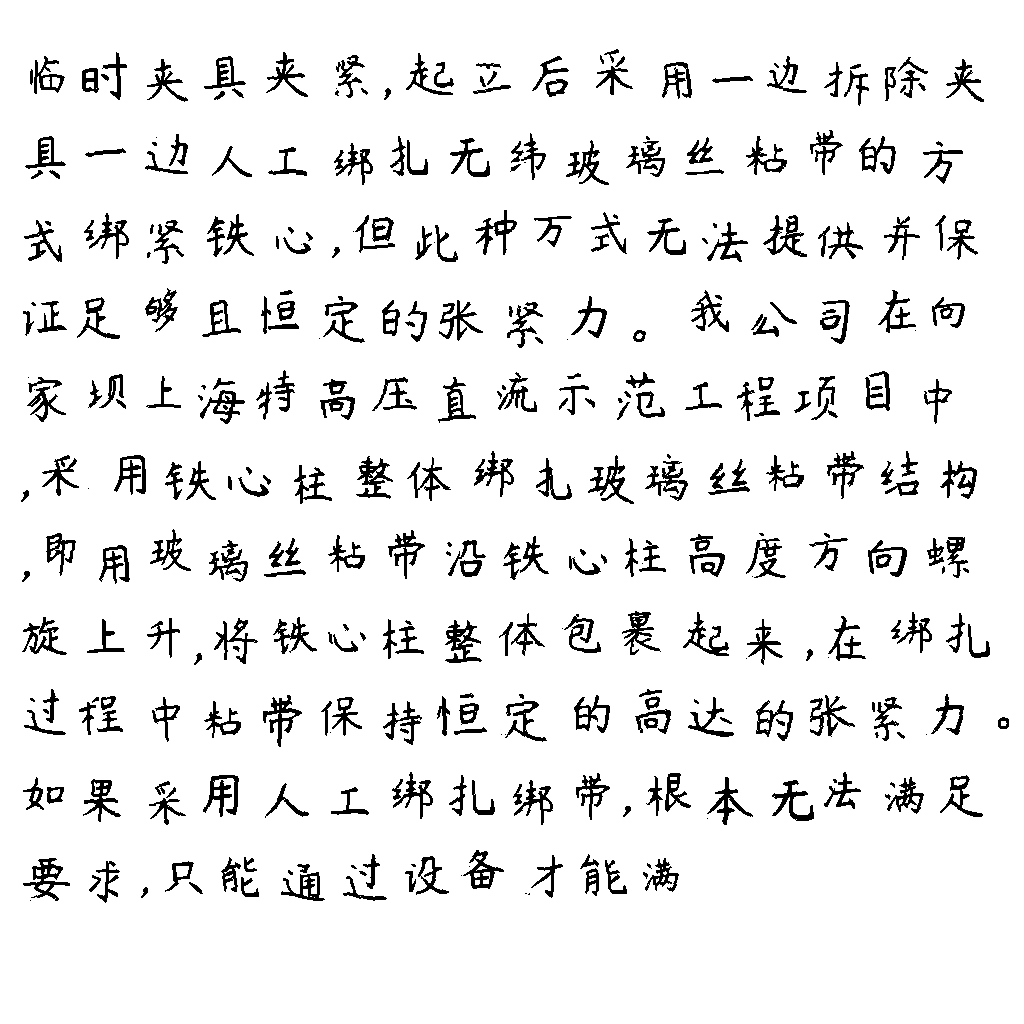 临时夹具夹紧,起立后采用一边拆除夹
具一边人工绑扎无纬玻璃丝粘带的方
式绑紧铁心,但此种万式无法提供并保
证足够且恒定的张紧力。我公司在向
家坝上海特高压直流示范工程项目中
,采用铁心柱整体绑扎玻璃丝粘带结构
,即用玻璃丝粘带沿铁心柱高度方向螺
旋上升,将铁心柱整体包裹起来,在绑扎
过程中粘带保持恒定的高达的张紧力。
如果采用人工绑扎绑带,根本无法满足
要求,只能通过设备才能满